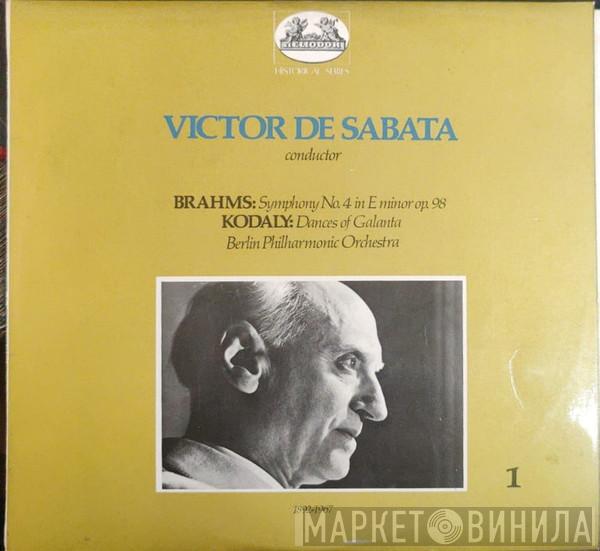 HELIODOR
HISTORICAL SERIES
VICTOR DE SABATA
conductor
BRAHMS: Symphony No. 4 in E minor op. 98
KODALY: Dances of Galanta
Berlin Philharmonic Orchestra
1
1892-1967
МАРКЕТ ВИНИЛА